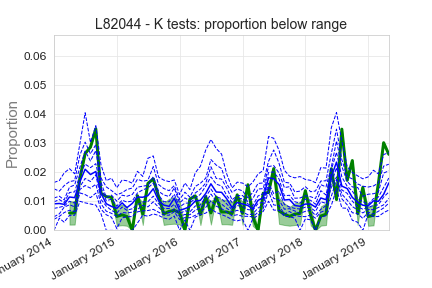 L82044 - K tests: proportion below range
Proportion
0.06
0.05
0.04
0.03
0.02
0.01
0.00
nuary 2014
January 2015
January 2016
January 2017
January 2018
January 2019